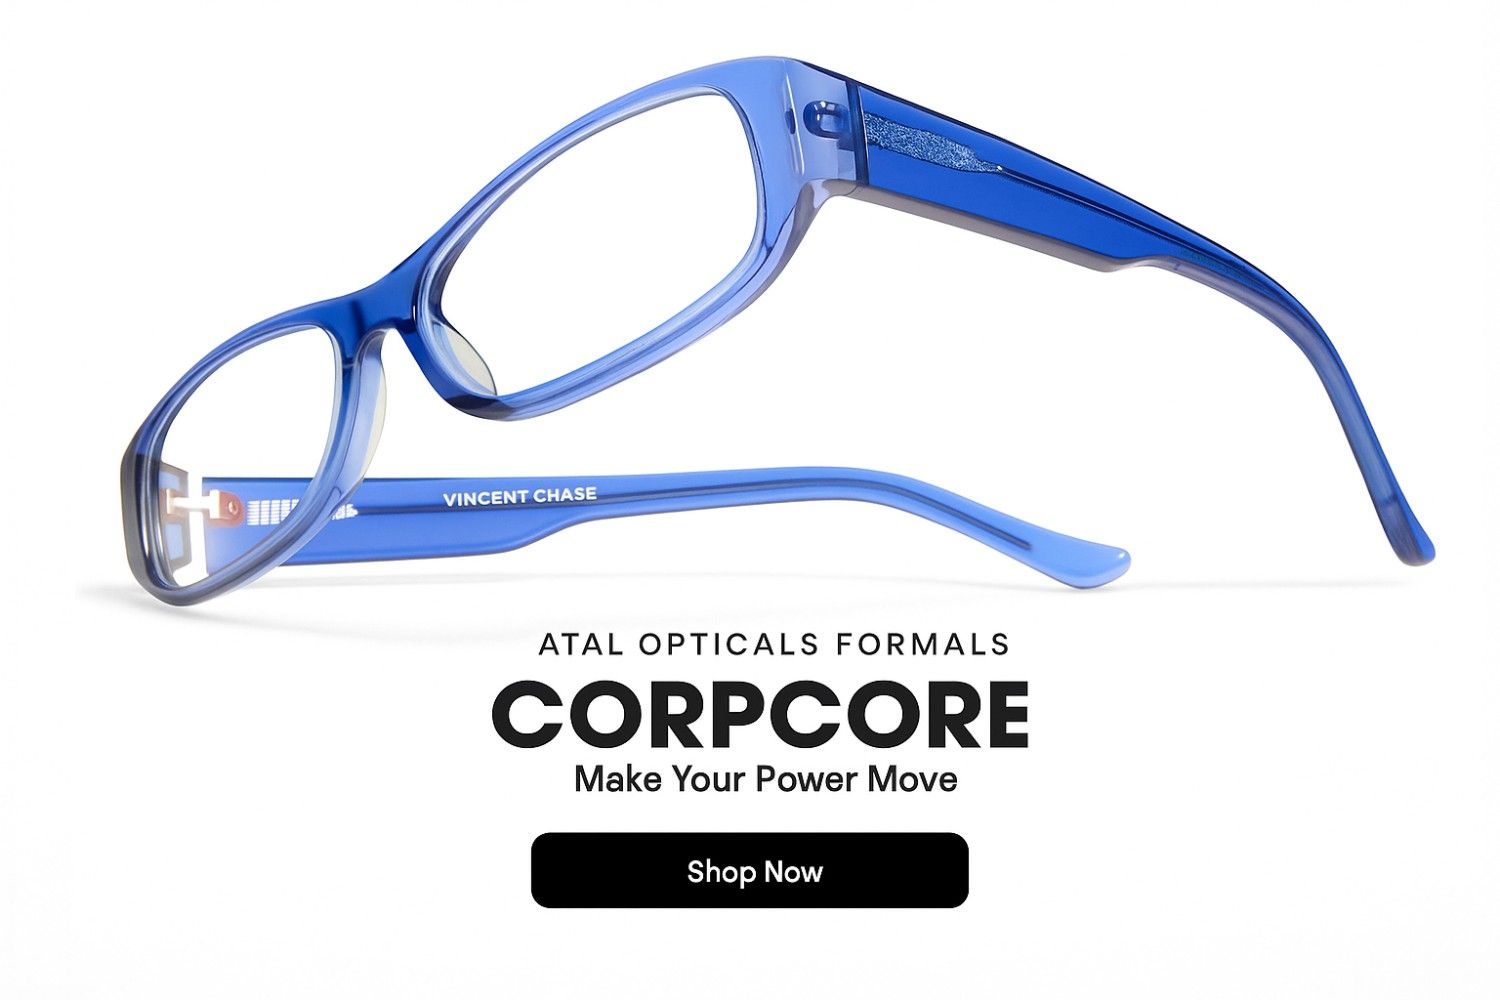 VINCENT CHASE
ATAL OPTICALS FORMALS
CORPCORE
Make Your Power Move
Shop Now